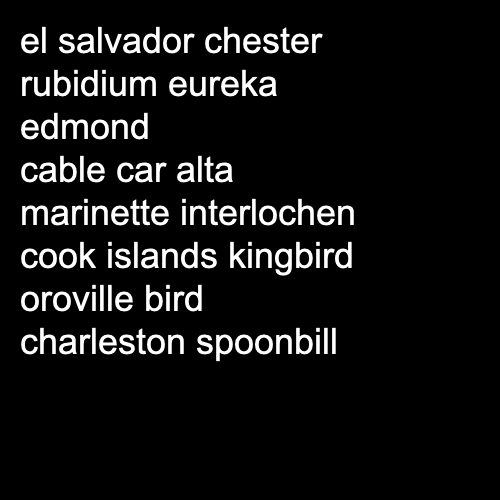 el salvador chester
rubidium eureka
edmond
cable car alta
marinette interlochen
cook islands kingbird
oroville bird
charleston spoonbill